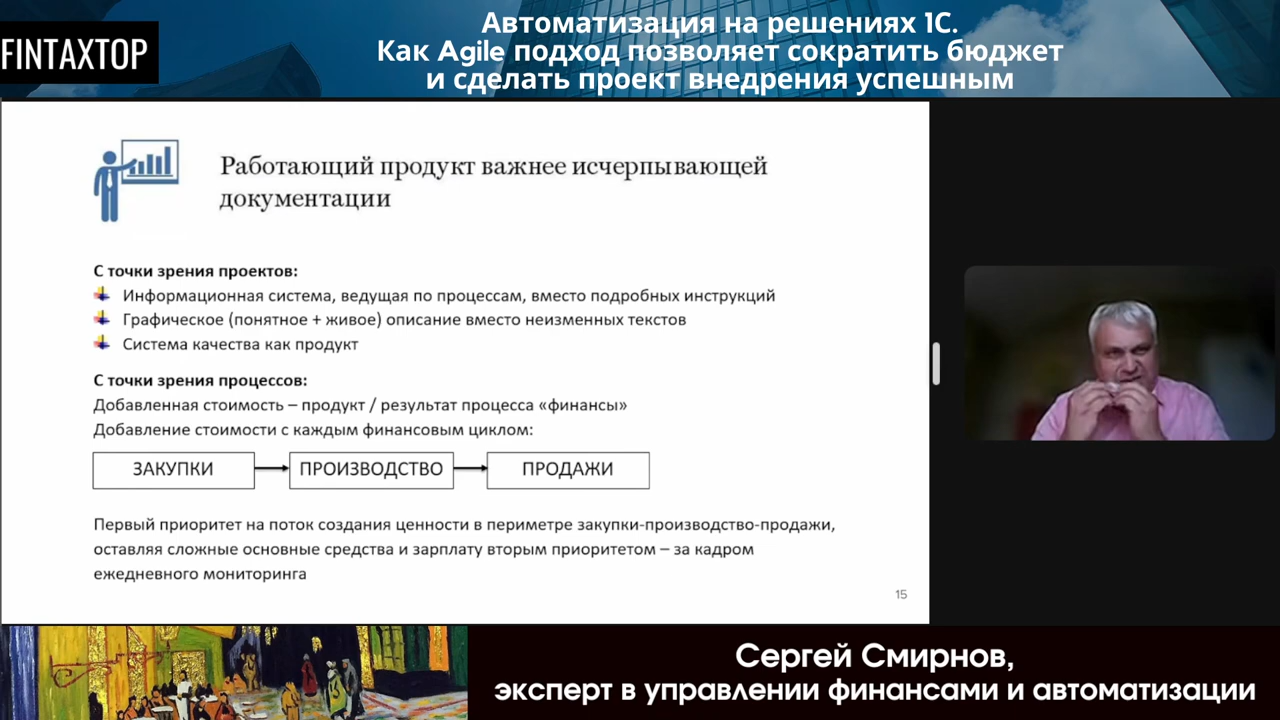 Автоматизация на решениях 1С.
Как Agile подход позволяет сократить бюджет
и сделать проект внедрения успешным
FINTAXTOP
Работающий продукт важнее исчерпывающей
документации
С точки зрения проектов:
Информационная система, ведущая по процессам, вместо подробных инструкций
Графическое (понятное + живое) описание вместо неизменных текстов
Система качества как продукт
С точки зрения процессов:
Добавленная стоимость – продукт / результат процесса «финансы»
Добавление стоимости с каждым финансовым циклом:
ЗАКУПКИ ПРОИЗВОДСТВО ПРОДАЖИ
Первый приоритет на поток создания ценности в периметре закупки-производство-продажи,
оставляя сложные основные средства и зарплату вторым приоритетом – за кадром
ежедневного мониторинга
15
Сергей Смирнов,
эксперт в управлении финансами и автоматизации